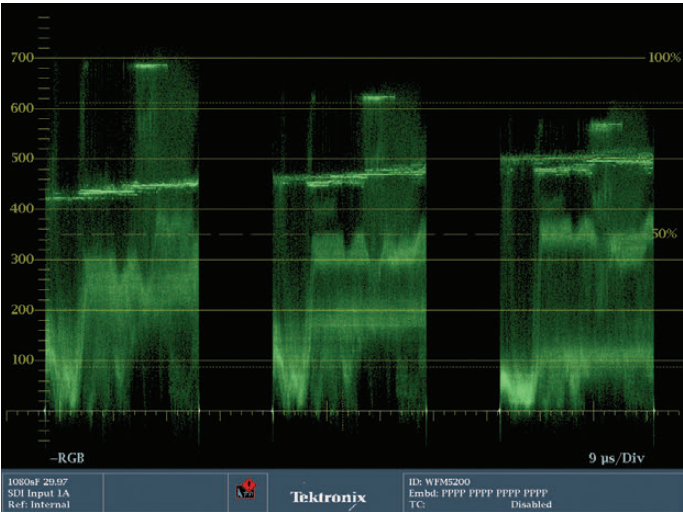 700
100%
600
500
400
50%
300
200
100
–RGB
9 µs/Div
1080sF 29.97
SDI Input 1A
Ref: Internal
Tektronix
ID: WFM5200
Embd: PPPP PPPP PPPP PPPP
TC: Disabled